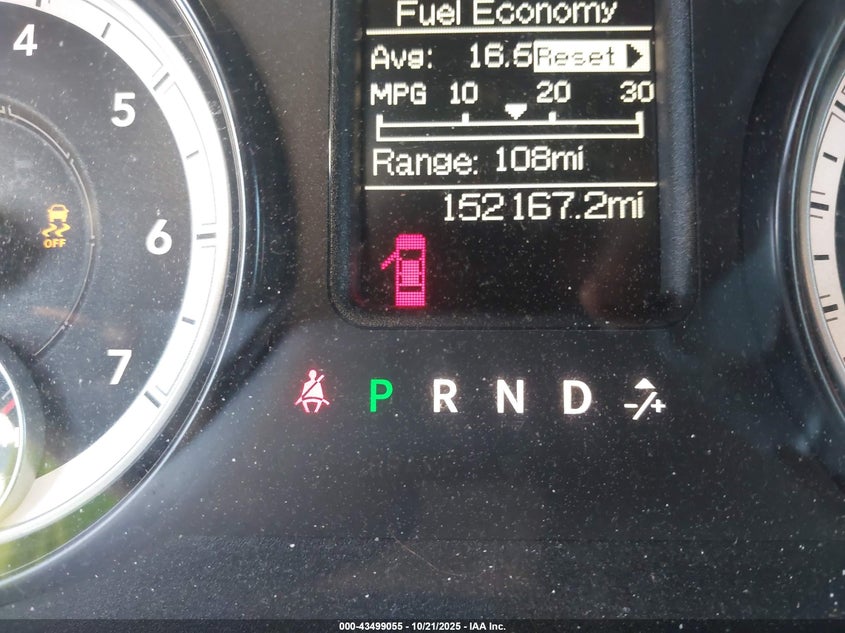 Fuel Economy
Avg: 16.6 Reset
MPG 10 20 30
Range: 108mi
152167.2mi
4
5
6
7
OFF
P R N D -/+
000-43499055 - 10/21/2025 - IAA Inc.